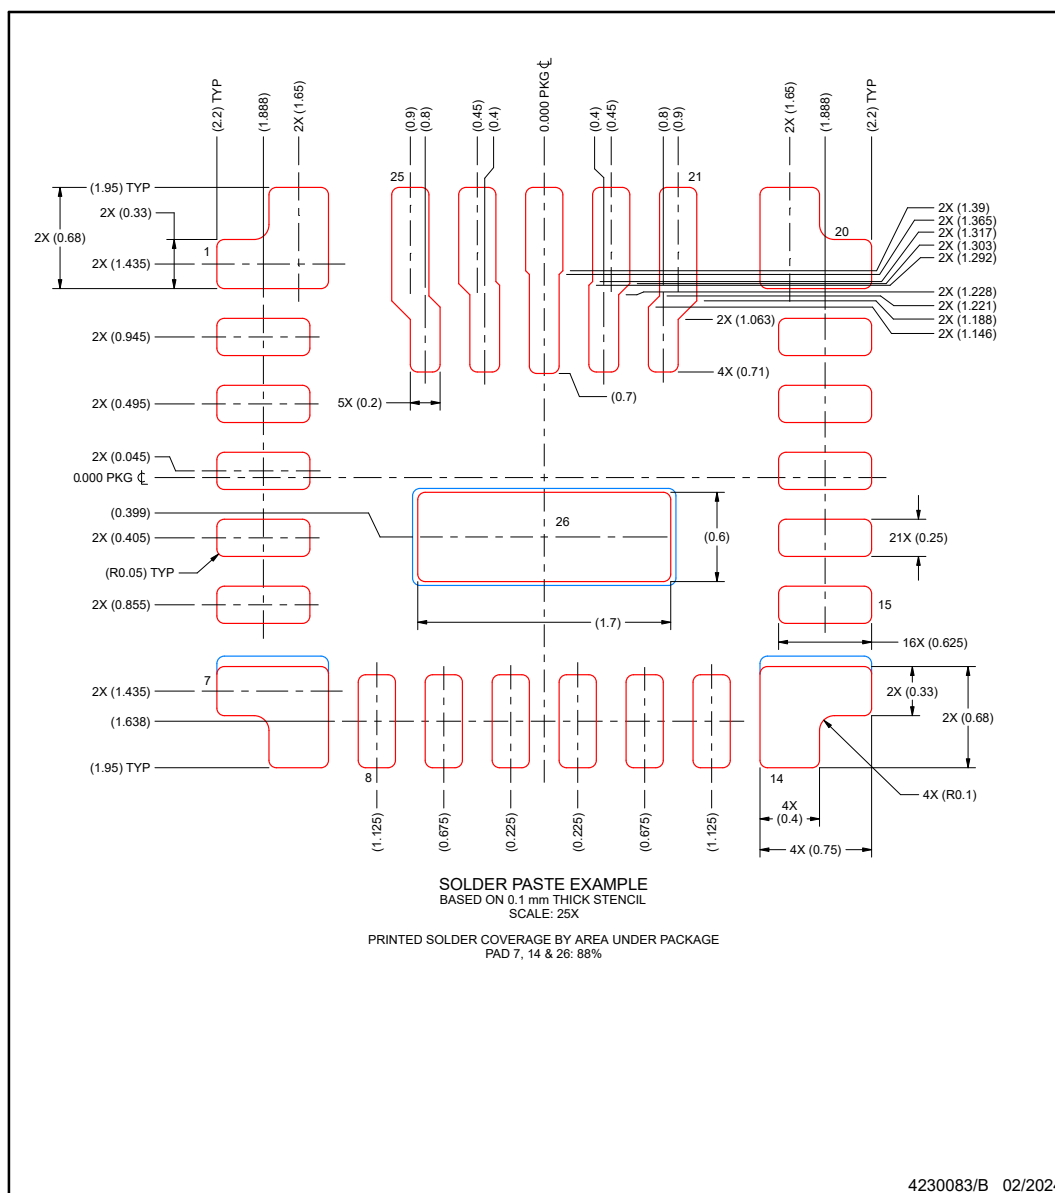 (2.2) TYP
(1.888)
2X (1.65)
(0.9)
(0.8)
(0.45)
(0.4)
0.000 PKG ℄
(0.4)
(0.45)
(0.8)
(0.9)
2X (1.65)
(1.888)
(2.2) TYP
25
21
(1.95) TYP
2X (0.33)
2X (0.68)
1
20
2X (1.435)
2X (1.39)
2X (1.365)
2X (1.317)
2X (1.303)
2X (1.292)
2X (1.228)
2X (1.221)
2X (1.188)
2X (1.146)
2X (1.063)
2X (0.945)
4X (0.71)
(0.7)
5X (0.2)
2X (0.495)
2X (0.045)
0.000 PKG ℄
(0.399)
26
(0.6)
2X (0.405)
21X (0.25)
(R0.05) TYP
2X (0.855)
15
(1.7)
16X (0.625)
7
2X (1.435)
2X (0.33)
2X (0.68)
(1.638)
(1.95) TYP
8
14
4X (R0.1)
4X
(0.4)
4X (0.75)
(1.125)
(0.675)
(0.225)
(0.225)
(0.675)
(1.125)
SOLDER PASTE EXAMPLE
BASED ON 0.1 mm THICK STENCIL
SCALE: 25X
PRINTED SOLDER COVERAGE BY AREA UNDER PACKAGE
PAD 7, 14 & 26: 88%
4230083/B 02/2024